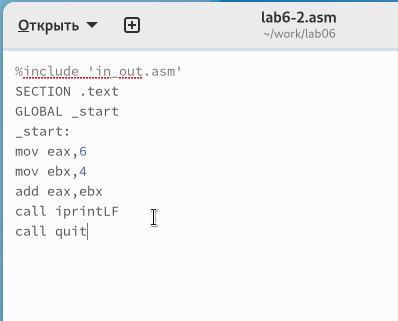 Открыть
lab6-2.asm
~/work/lab06
%include 'in_out.asm'
SECTION .text
GLOBAL _start
_start:
mov eax,6
mov ebx,4
add eax,ebx
call iprintLF
call quit